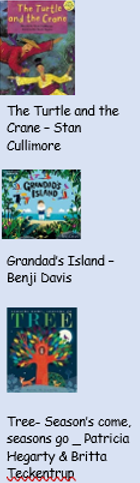 The Turtle
and the Crane
The Turtle and the
Crane – Stan
Cullimore
GRANDAD'S
ISLAND
Grandad's Island –
Benji Davis
TREE
Tree- Season's come,
seasons go _ Patricia
Hegarty & Britta
Teckentrup